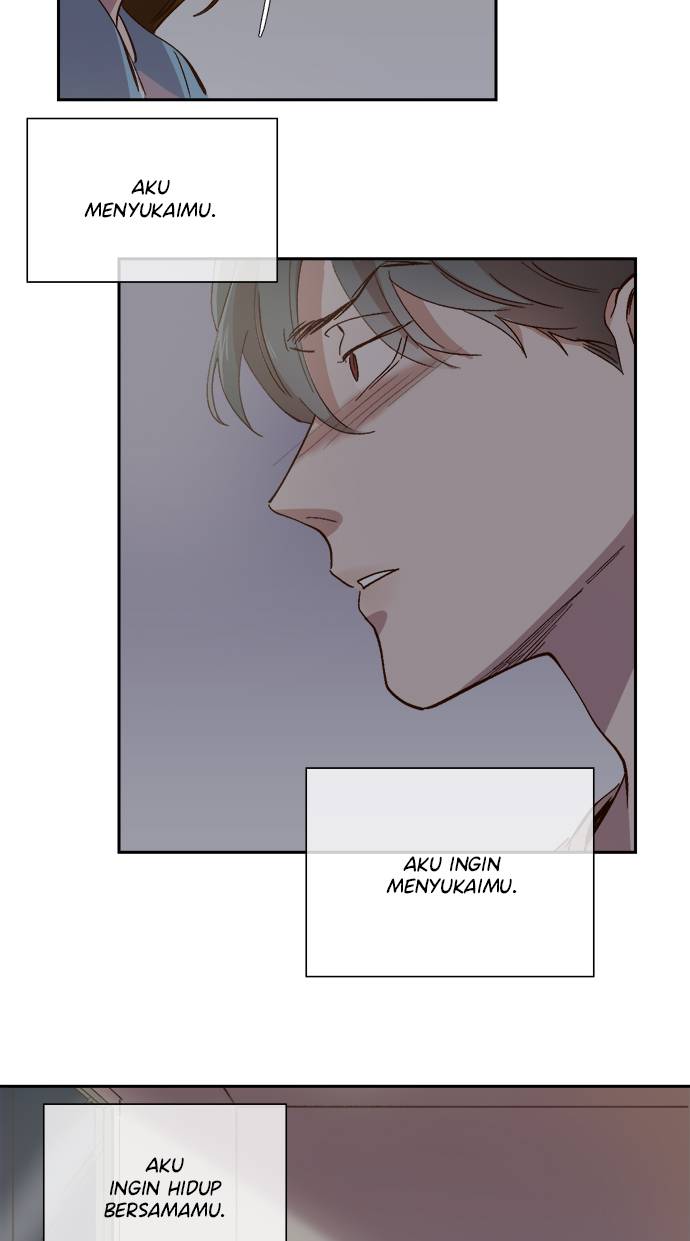 AKU
MENYUKAIMU.
AKU INGIN
MENYUKAIMU.
AKU
INGIN HIDUP
BERSAMAMU.